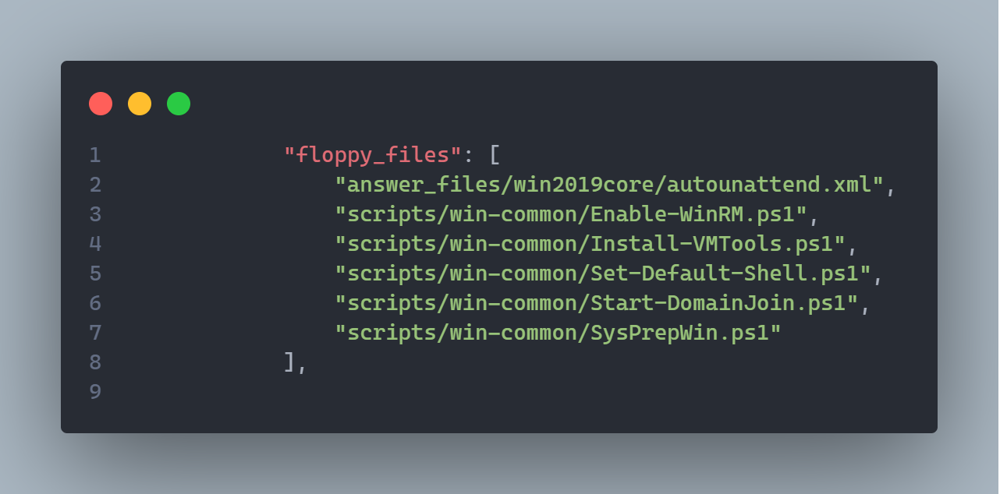 1 "floppy_files": [
2 "answer_files/win2019core/autounattend.xml",
3 "scripts/win-common/Enable-WinRM.ps1",
4 "scripts/win-common/Install-VMTools.ps1",
5 "scripts/win-common/Set-Default-Shell.ps1",
6 "scripts/win-common/Start-DomainJoin.ps1",
7 "scripts/win-common/SysPrepWin.ps1"
8 ],
9